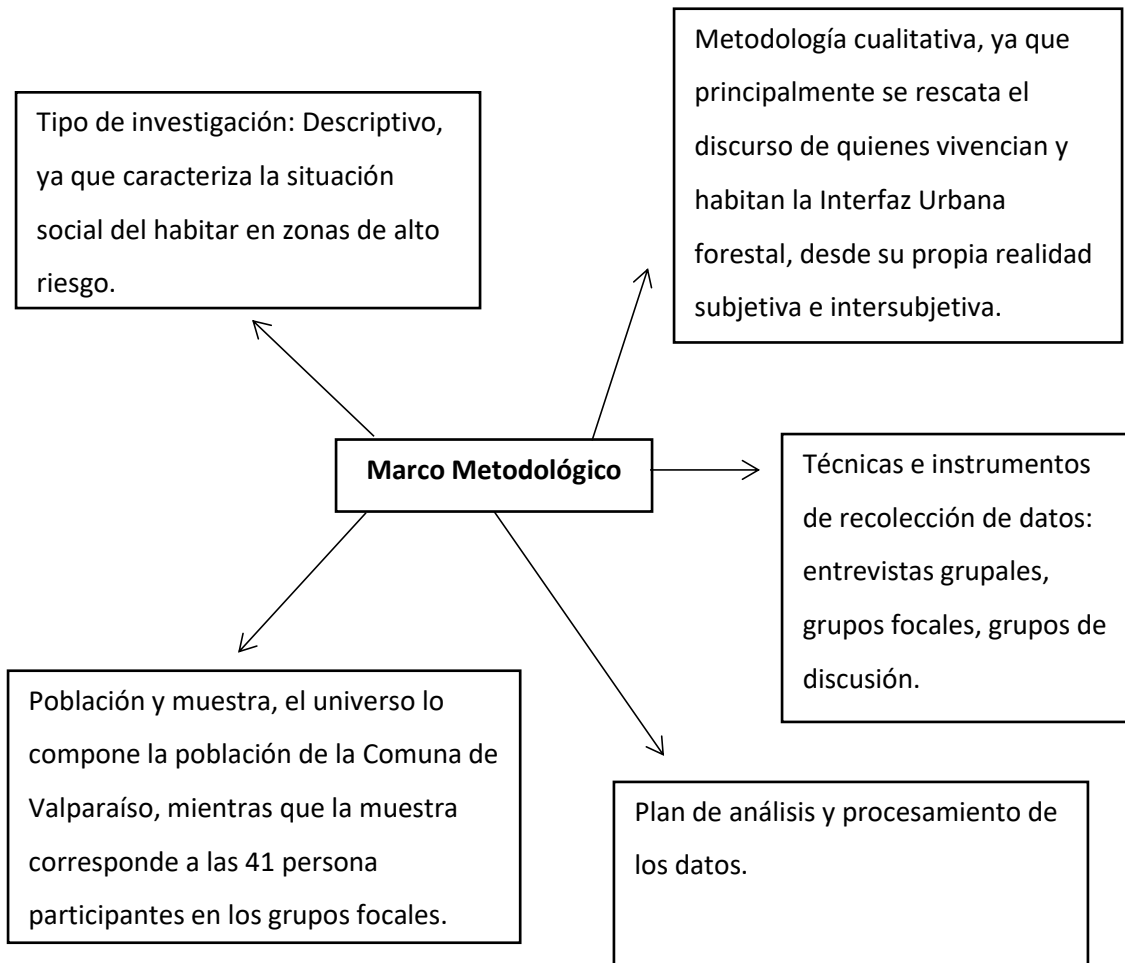 Metodología cualitativa, ya que
principalmente se rescata el
discurso de quienes vivencian y
habitan la Interfaz Urbana
forestal, desde su propia realidad
subjetiva e intersubjetiva.
Tipo de investigación: Descriptivo,
ya que caracteriza la situación
social del habitar en zonas de alto
riesgo.
Marco Metodológico
Técnicas e instrumentos
de recolección de datos:
entrevistas grupales,
grupos focales, grupos de
discusión.
Población y muestra, el universo lo
compone la población de la Comuna de
Valparaíso, mientras que la muestra
corresponde a las 41 persona
participantes en los grupos focales.
Plan de análisis y procesamiento de
los datos.